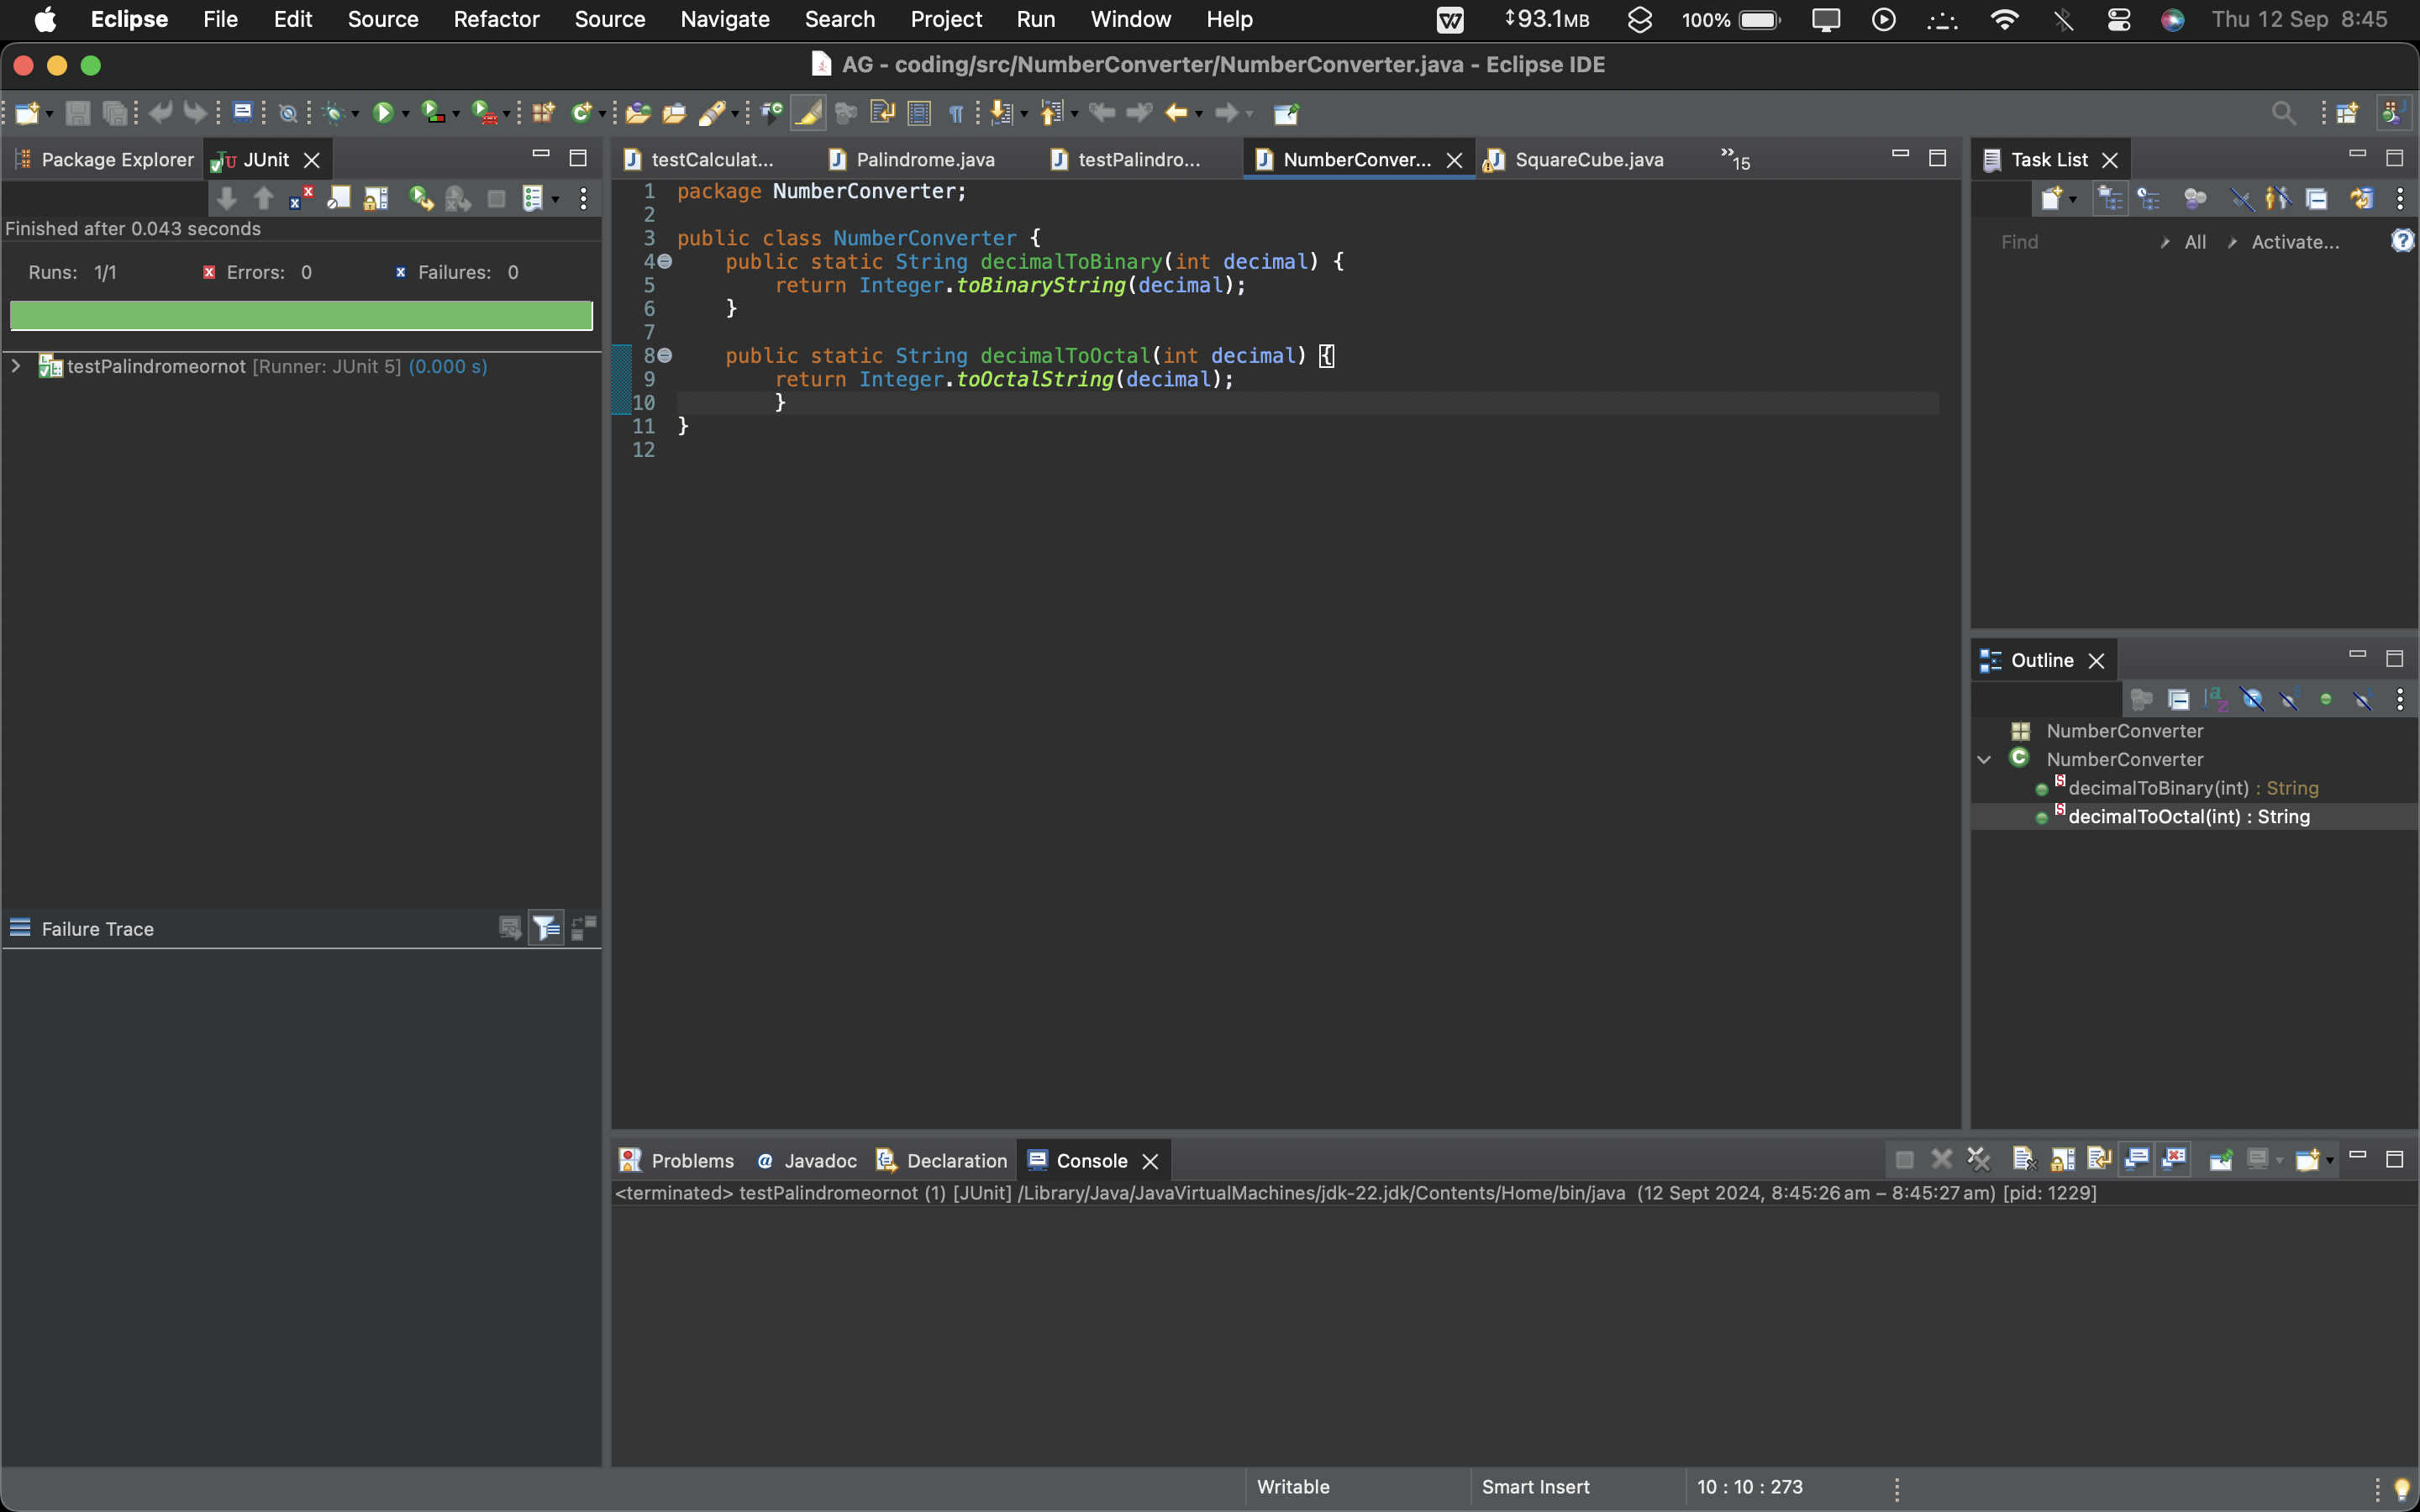 Eclipse File Edit Source Refactor Source Navigate Search Project Run Window Help 93.1MB 100% Thu 12 Sep 8:45
AG - coding/src/NumberConverter/NumberConverter.java - Eclipse IDE
Package Explorer JUnit
Finished after 0.043 seconds
Runs: 1/1 Errors: 0 Failures: 0
testPalindromeornot [Runner: JUnit 5] (0.000 s)
Failure Trace
testCalculat... Palindrome.java testPalindro... NumberConver... SquareCube.java »15
1 package NumberConverter;
2
3 public class NumberConverter {
4 public static String decimalToBinary(int decimal) {
5 return Integer.toBinaryString(decimal);
6 }
7
8 public static String decimalToOctal(int decimal) {
9 return Integer.toOctalString(decimal);
10 }
11 }
12
Task List
Find All Activate...
Outline
NumberConverter
NumberConverter
decimalToBinary(int) : String
decimalToOctal(int) : String
Problems Javadoc Declaration Console
<terminated> testPalindromeornot (1) [JUnit] /Library/Java/JavaVirtualMachines/jdk-22.jdk/Contents/Home/bin/java (12 Sept 2024, 8:45:26 am – 8:45:27 am) [pid: 1229]
Writable Smart Insert 10 : 10 : 273